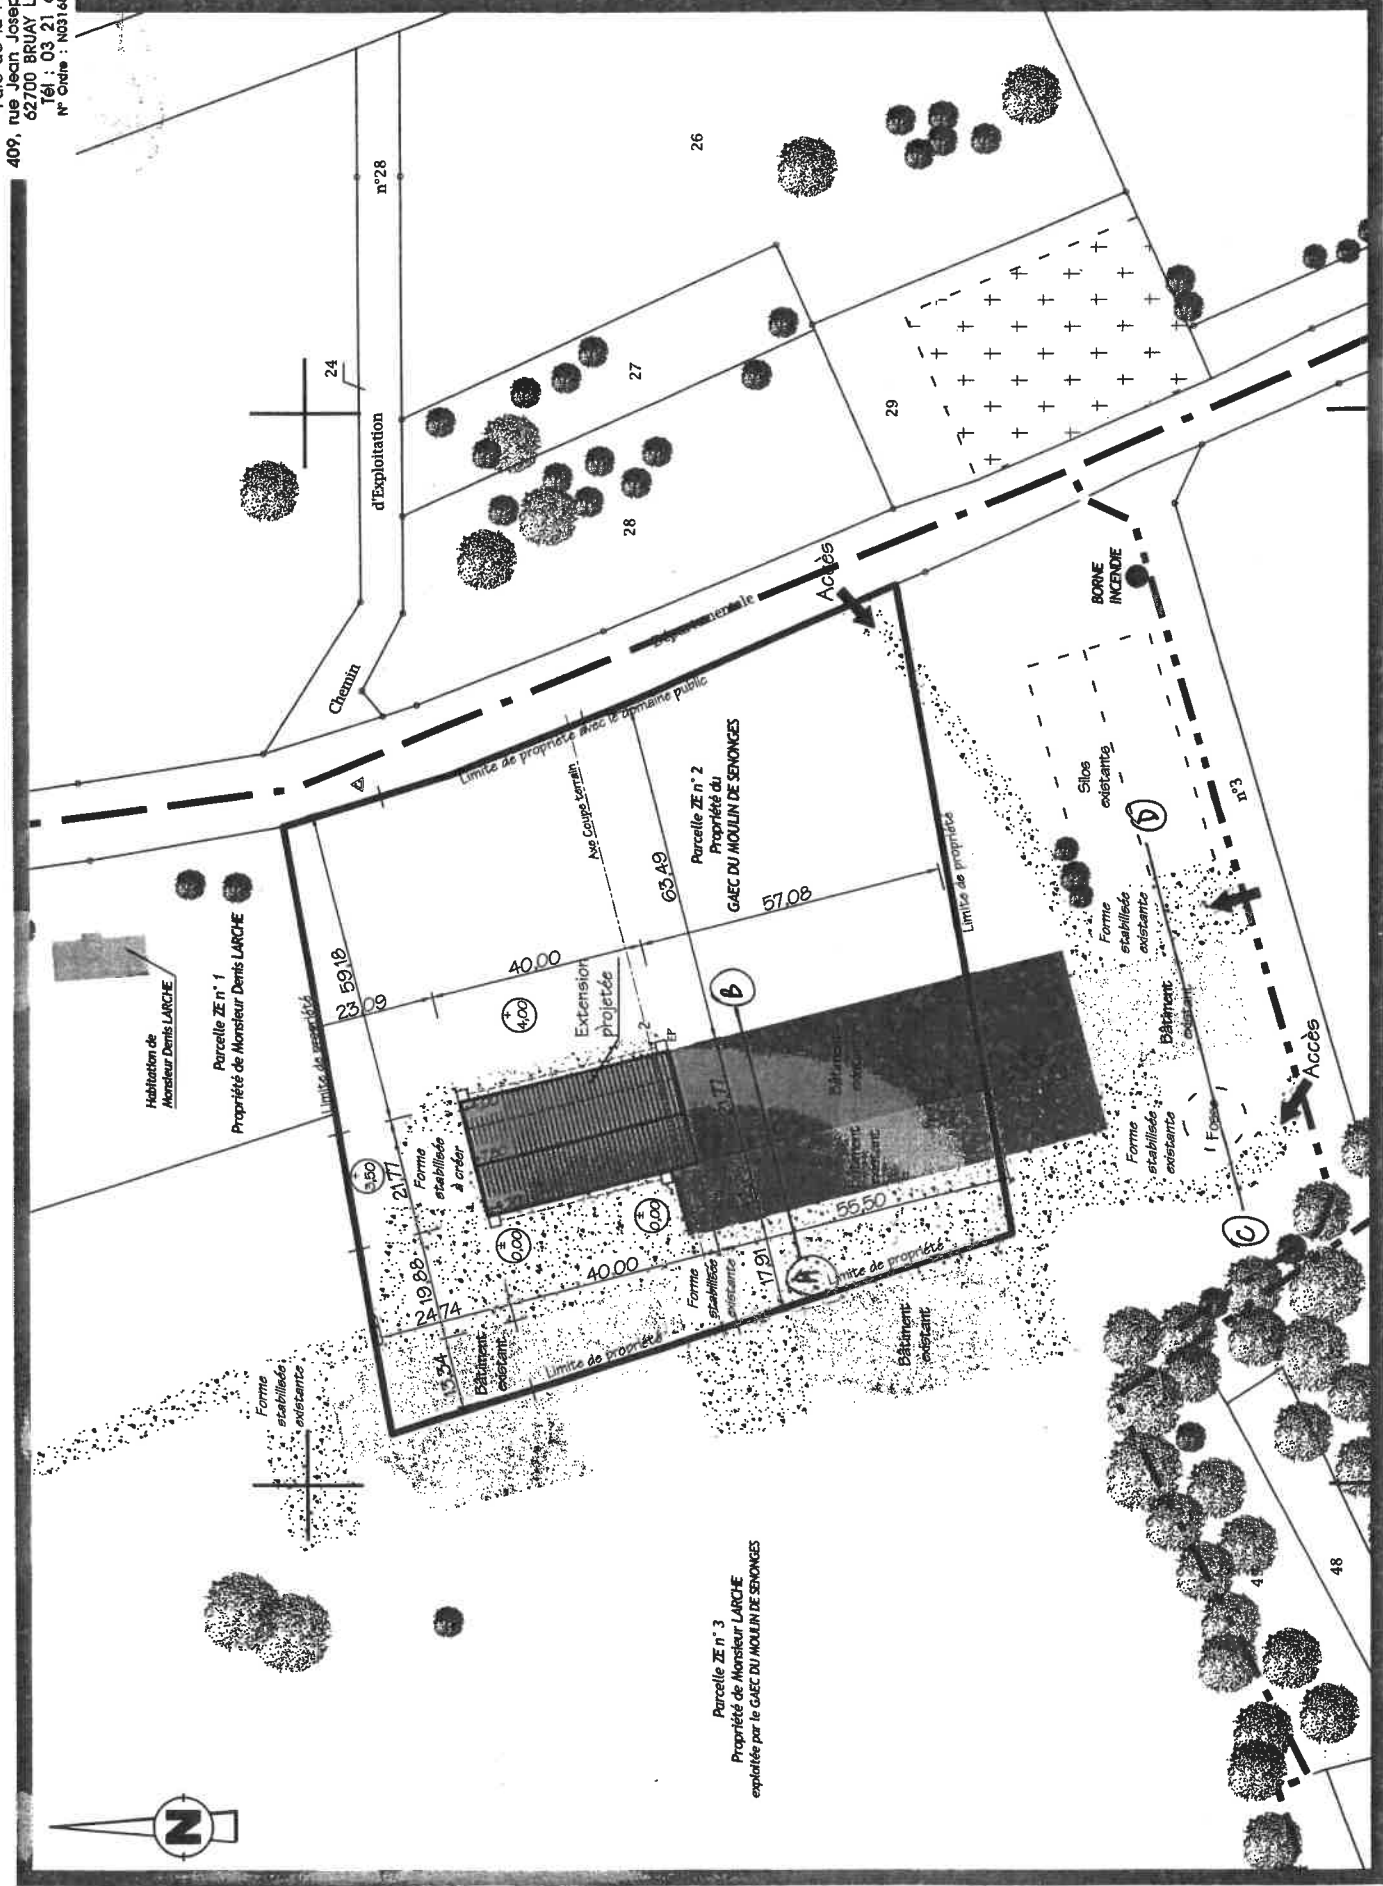 409, rue Jean Josep
62700 BRUAY L
Tél : 03 21
N° Ordre : N0316
n°28
26
24
d'Exploitation
27
28
29
Chemin
Départementale
Accès
BORNE
INCENDIE
Limite de propriété avec le domaine public
Axe Coupe terrain
63,49
Parcelle ZE n° 2
Propriété du
GAEC DU MOULIN DE SENONGES
57,08
Limite de propriété
Silos
existants
D
n°3
Habitation de
Monsieur Denis LARCHE
Parcelle ZE n° 1
Propriété de Monsieur Denis LARCHE
Limite de propriété
59,18
23,09
40,00
+
4,00
Extension
projetée
EP
B
Forme
stabilisée
existante
Bâtiment
existant
Accès
Fosse
Forme
stabilisée
existante
C
+
3,50
21,77
Forme
stabilisée
à créer
±
0,00
±
0,00
Bâtiment
Bâtiment
existant
55,50
19,88
24,74
40,00
Forme
stabilisée
existante
17,91
A
Limite de propriété
13,34
Bâtiment
existant
Limite de propriété
Bâtiment
existant
Forme
stabilisée
existante
48
Parcelle ZE n° 3
Propriété de Monsieur LARCHE
exploitée par le GAEC DU MOULIN DE SENONGES
N